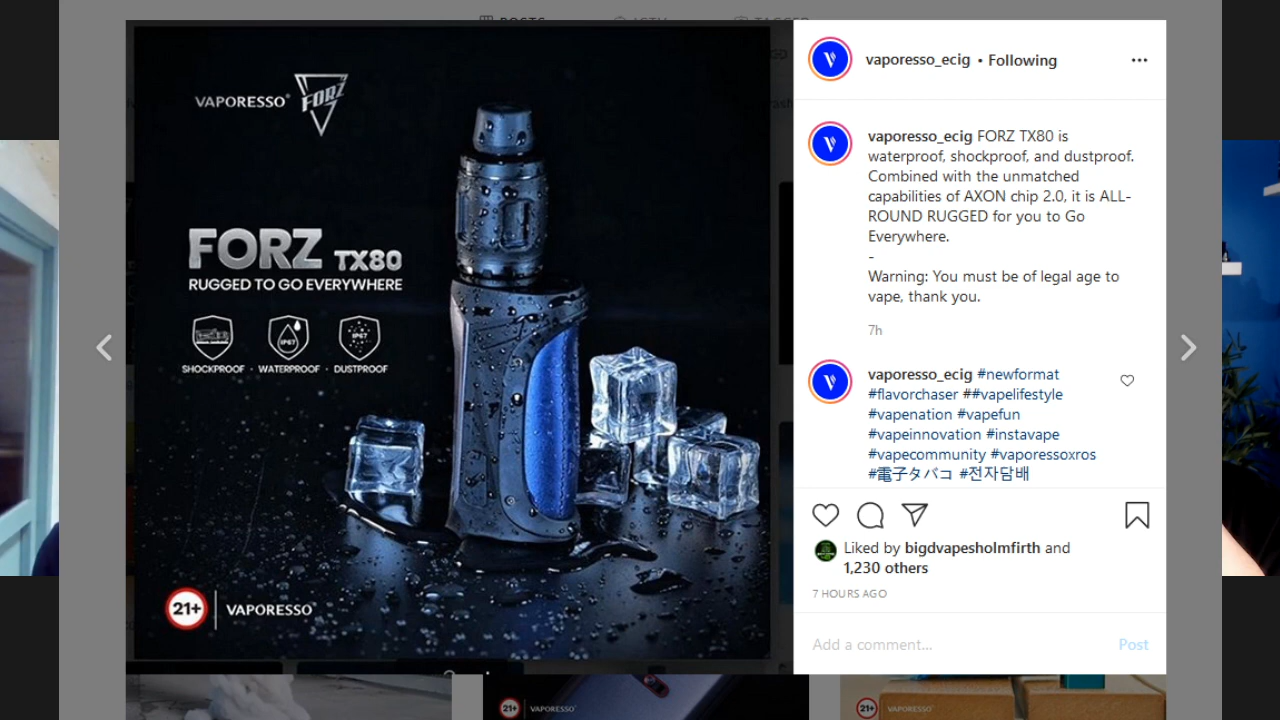 POSTS
TAGGED
VAPORESSO
FORZ
FORZ TX80
RUGGED TO GO EVERYWHERE
IP67
IP67
SHOCKPROOF · WATERPROOF · DUSTPROOF
21+
VAPORESSO
vaporesso_ecig • Following
vaporesso_ecig FORZ TX80 is
waterproof, shockproof, and dustproof.
Combined with the unmatched
capabilities of AXON chip 2.0, it is ALL-
ROUND RUGGED for you to Go
Everywhere.
-
Warning: You must be of legal age to
vape, thank you.
7h
vaporesso_ecig #newformat
#flavorchaser ##vapelifestyle
#vapenation #vapefun
#vapeinnovation #instavape
#vapecommunity #vaporessoxros
#電子タバコ #전자담배
Liked by bigdvapesholmfirth and
1,230 others
7 HOURS AGO
Add a comment...
Post
21+
VAPORESSO
21+
VAPORESSO